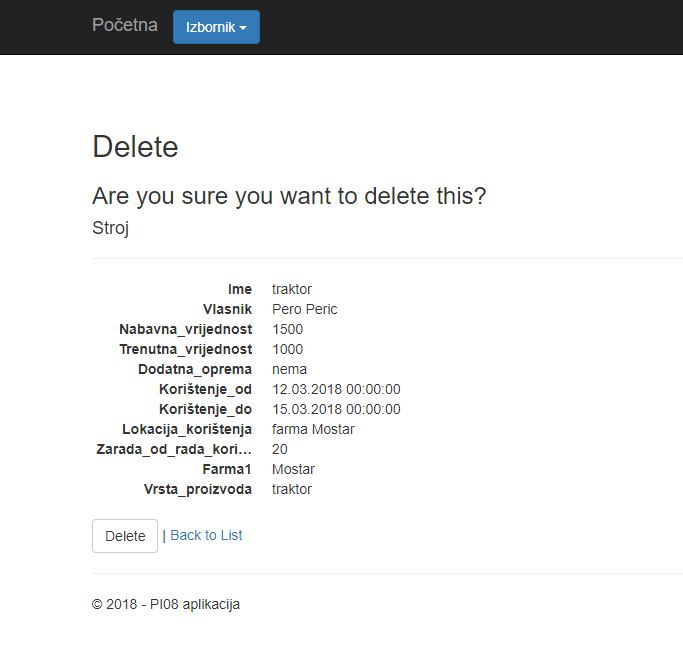 Početna Izbornik
Delete
Are you sure you want to delete this?
Stroj
Ime traktor
Vlasnik Pero Peric
Nabavna_vrijednost 1500
Trenutna_vrijednost 1000
Dodatna_oprema nema
Korištenje_od 12.03.2018 00:00:00
Korištenje_do 15.03.2018 00:00:00
Lokacija_korištenja farma Mostar
Zarada_od_rada_kori... 20
Farma1 Mostar
Vrsta_proizvoda traktor
Delete | Back to List
© 2018 - PI08 aplikacija